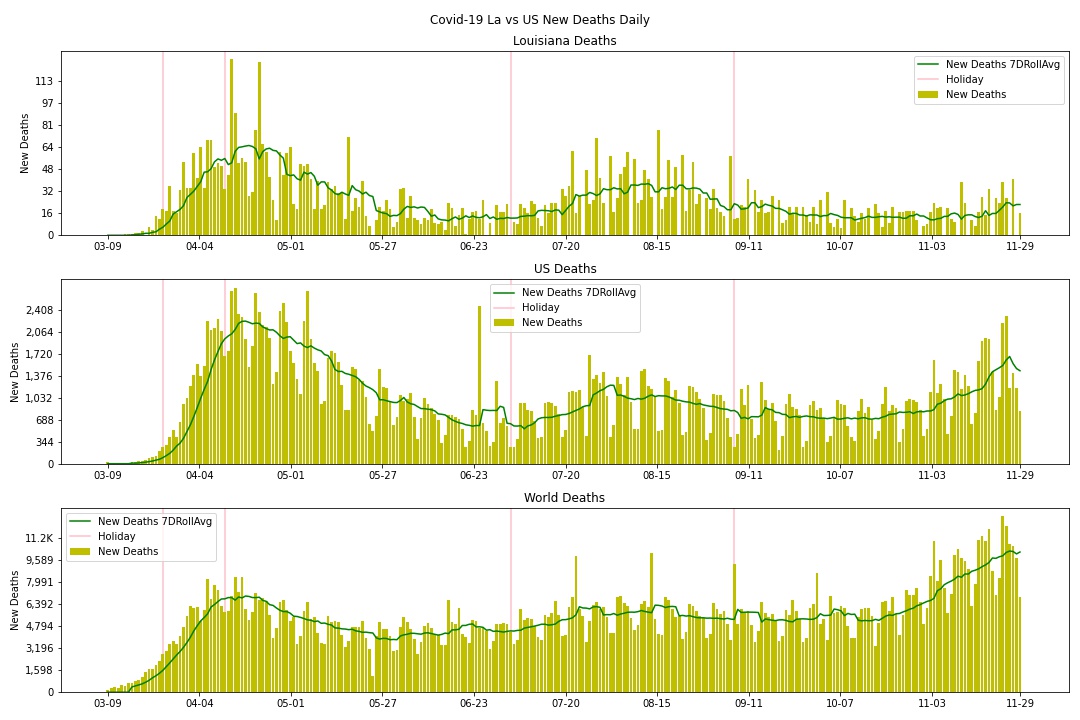 Covid-19 La vs US New Deaths Daily
Louisiana Deaths
New Deaths 7DRollAvg
Holiday
New Deaths
New Deaths
113
97
81
64
48
32
16
0
03-09 04-04 05-01 05-27 06-23 07-20 08-15 09-11 10-07 11-03 11-29
US Deaths
New Deaths 7DRollAvg
Holiday
New Deaths
New Deaths
2,408
2,064
1,720
1,376
1,032
688
344
0
03-09 04-04 05-01 05-27 06-23 07-20 08-15 09-11 10-07 11-03 11-29
World Deaths
New Deaths 7DRollAvg
Holiday
New Deaths
New Deaths
11.2K
9,589
7,991
6,392
4,794
3,196
1,598
0
03-09 04-04 05-01 05-27 06-23 07-20 08-15 09-11 10-07 11-03 11-29